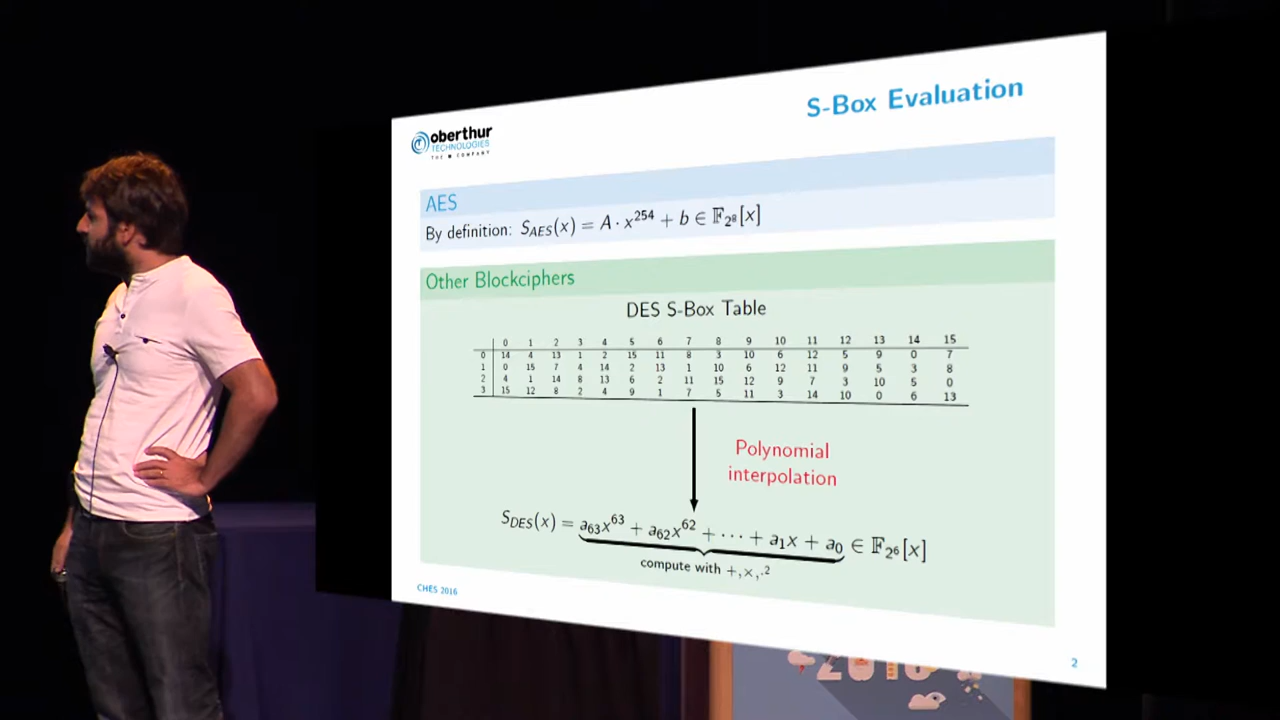 S-Box Evaluation
oberthur
TECHNOLOGIES
THE M COMPANY
AES
By definition: S_AES(x) = A · x^254 + b ∈ 𝔽_2^8[x]
Other Blockciphers
DES S-Box Table
0 1 2 3 4 5 6 7 8 9 10 11 12 13 14 15
0 14 4 13 1 2 15 11 8 3 10 6 12 5 9 0 7
1 0 15 7 4 14 2 13 1 10 6 12 11 9 5 3 8
2 4 1 14 8 13 6 2 11 15 12 9 7 3 10 5 0
3 15 12 8 2 4 9 1 7 5 11 3 14 10 0 6 13
Polynomial
interpolation
S_DES(x) = a_63x^63 + a_62x^62 + ··· + a_1x + a_0 ∈ 𝔽_2^6[x]
compute with +,×,.²
CHES 2016
2
2016